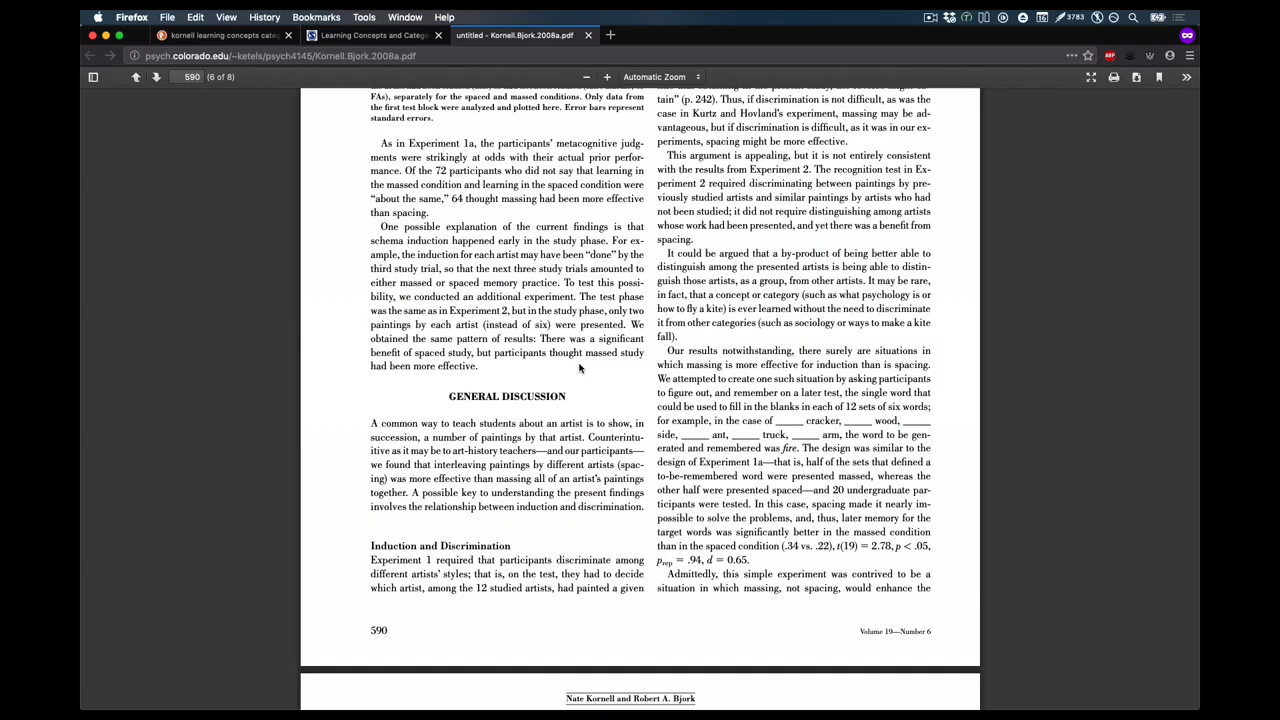 Firefox File Edit View History Bookmarks Tools Window Help
16 3783
kornell learning concepts cate
Learning Concepts and Catego
untitled - Kornell.Bjork.2008a.pdf
psych.colorado.edu/~ketels/psych4145/Kornell.Bjork.2008a.pdf
ABP
590 (6 of 8)
Automatic Zoom
FAs), separately for the spaced and massed conditions. Only data from
the first test block were analyzed and plotted here. Error bars represent
standard errors.
As in Experiment 1a, the participants' metacognitive judg-
ments were strikingly at odds with their actual prior perfor-
mance. Of the 72 participants who did not say that learning in
the massed condition and learning in the spaced condition were
“about the same,” 64 thought massing had been more effective
than spacing.
One possible explanation of the current findings is that
schema induction happened early in the study phase. For ex-
ample, the induction for each artist may have been “done” by the
third study trial, so that the next three study trials amounted to
either massed or spaced memory practice. To test this possi-
bility, we conducted an additional experiment. The test phase
was the same as in Experiment 2, but in the study phase, only two
paintings by each artist (instead of six) were presented. We
obtained the same pattern of results: There was a significant
benefit of spaced study, but participants thought massed study
had been more effective.
GENERAL DISCUSSION
A common way to teach students about an artist is to show, in
succession, a number of paintings by that artist. Counterintu-
itive as it may be to art-history teachers—and our participants—
we found that interleaving paintings by different artists (spac-
ing) was more effective than massing all of an artist's paintings
together. A possible key to understanding the present findings
involves the relationship between induction and discrimination.
Induction and Discrimination
Experiment 1 required that participants discriminate among
different artists' styles; that is, on the test, they had to decide
which artist, among the 12 studied artists, had painted a given
tain” (p. 242). Thus, if discrimination is not difficult, as was the
case in Kurtz and Hovland's experiment, massing may be ad-
vantageous, but if discrimination is difficult, as it was in our ex-
periments, spacing might be more effective.
This argument is appealing, but it is not entirely consistent
with the results from Experiment 2. The recognition test in Ex-
periment 2 required discriminating between paintings by pre-
viously studied artists and similar paintings by artists who had
not been studied; it did not require distinguishing among artists
whose work had been presented, and yet there was a benefit from
spacing.
It could be argued that a by-product of being better able to
distinguish among the presented artists is being able to distin-
guish those artists, as a group, from other artists. It may be rare,
in fact, that a concept or category (such as what psychology is or
how to fly a kite) is ever learned without the need to discriminate
it from other categories (such as sociology or ways to make a kite
fall).
Our results notwithstanding, there surely are situations in
which massing is more effective for induction than is spacing.
We attempted to create one such situation by asking participants
to figure out, and remember on a later test, the single word that
could be used to fill in the blanks in each of 12 sets of six words;
for example, in the case of _____ cracker, _____ wood, _____
side, _____ ant, _____ truck, _____ arm, the word to be gen-
erated and remembered was fire. The design was similar to the
design of Experiment 1a—that is, half of the sets that defined a
to-be-remembered word were presented massed, whereas the
other half were presented spaced—and 20 undergraduate par-
ticipants were tested. In this case, spacing made it nearly im-
possible to solve the problems, and, thus, later memory for the
target words was significantly better in the massed condition
than in the spaced condition (.34 vs. .22), t(19) = 2.78, p < .05,
prep = .94, d = 0.65.
Admittedly, this simple experiment was contrived to be a
situation in which massing, not spacing, would enhance the
590
Volume 19—Number 6
Nate Kornell and Robert A. Bjork